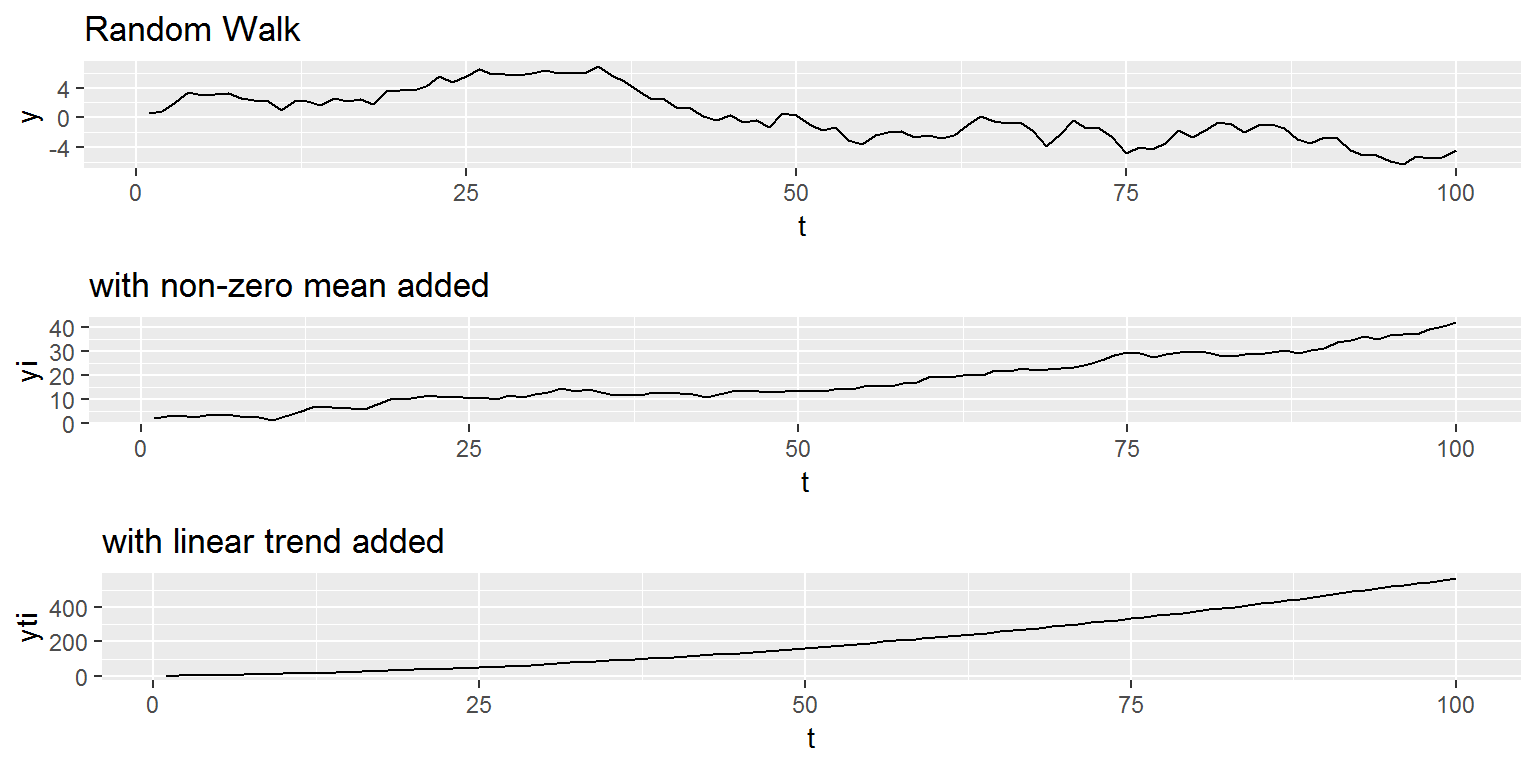 Random Walk
y
4
0
-4
0 25 50 75 100
t
with non-zero mean added
yi
40
30
20
10
0
0 25 50 75 100
t
with linear trend added
yti
400
200
0
0 25 50 75 100
t